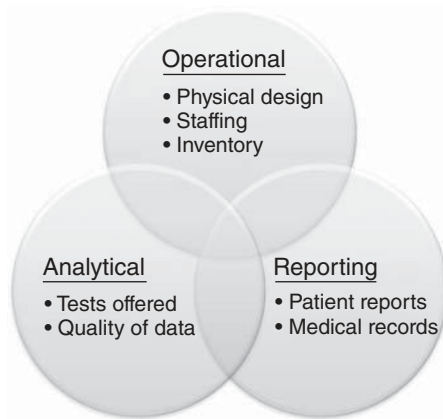 Operational
• Physical design
• Staffing
• Inventory
Analytical
• Tests offered
• Quality of data
Reporting
• Patient reports
• Medical records